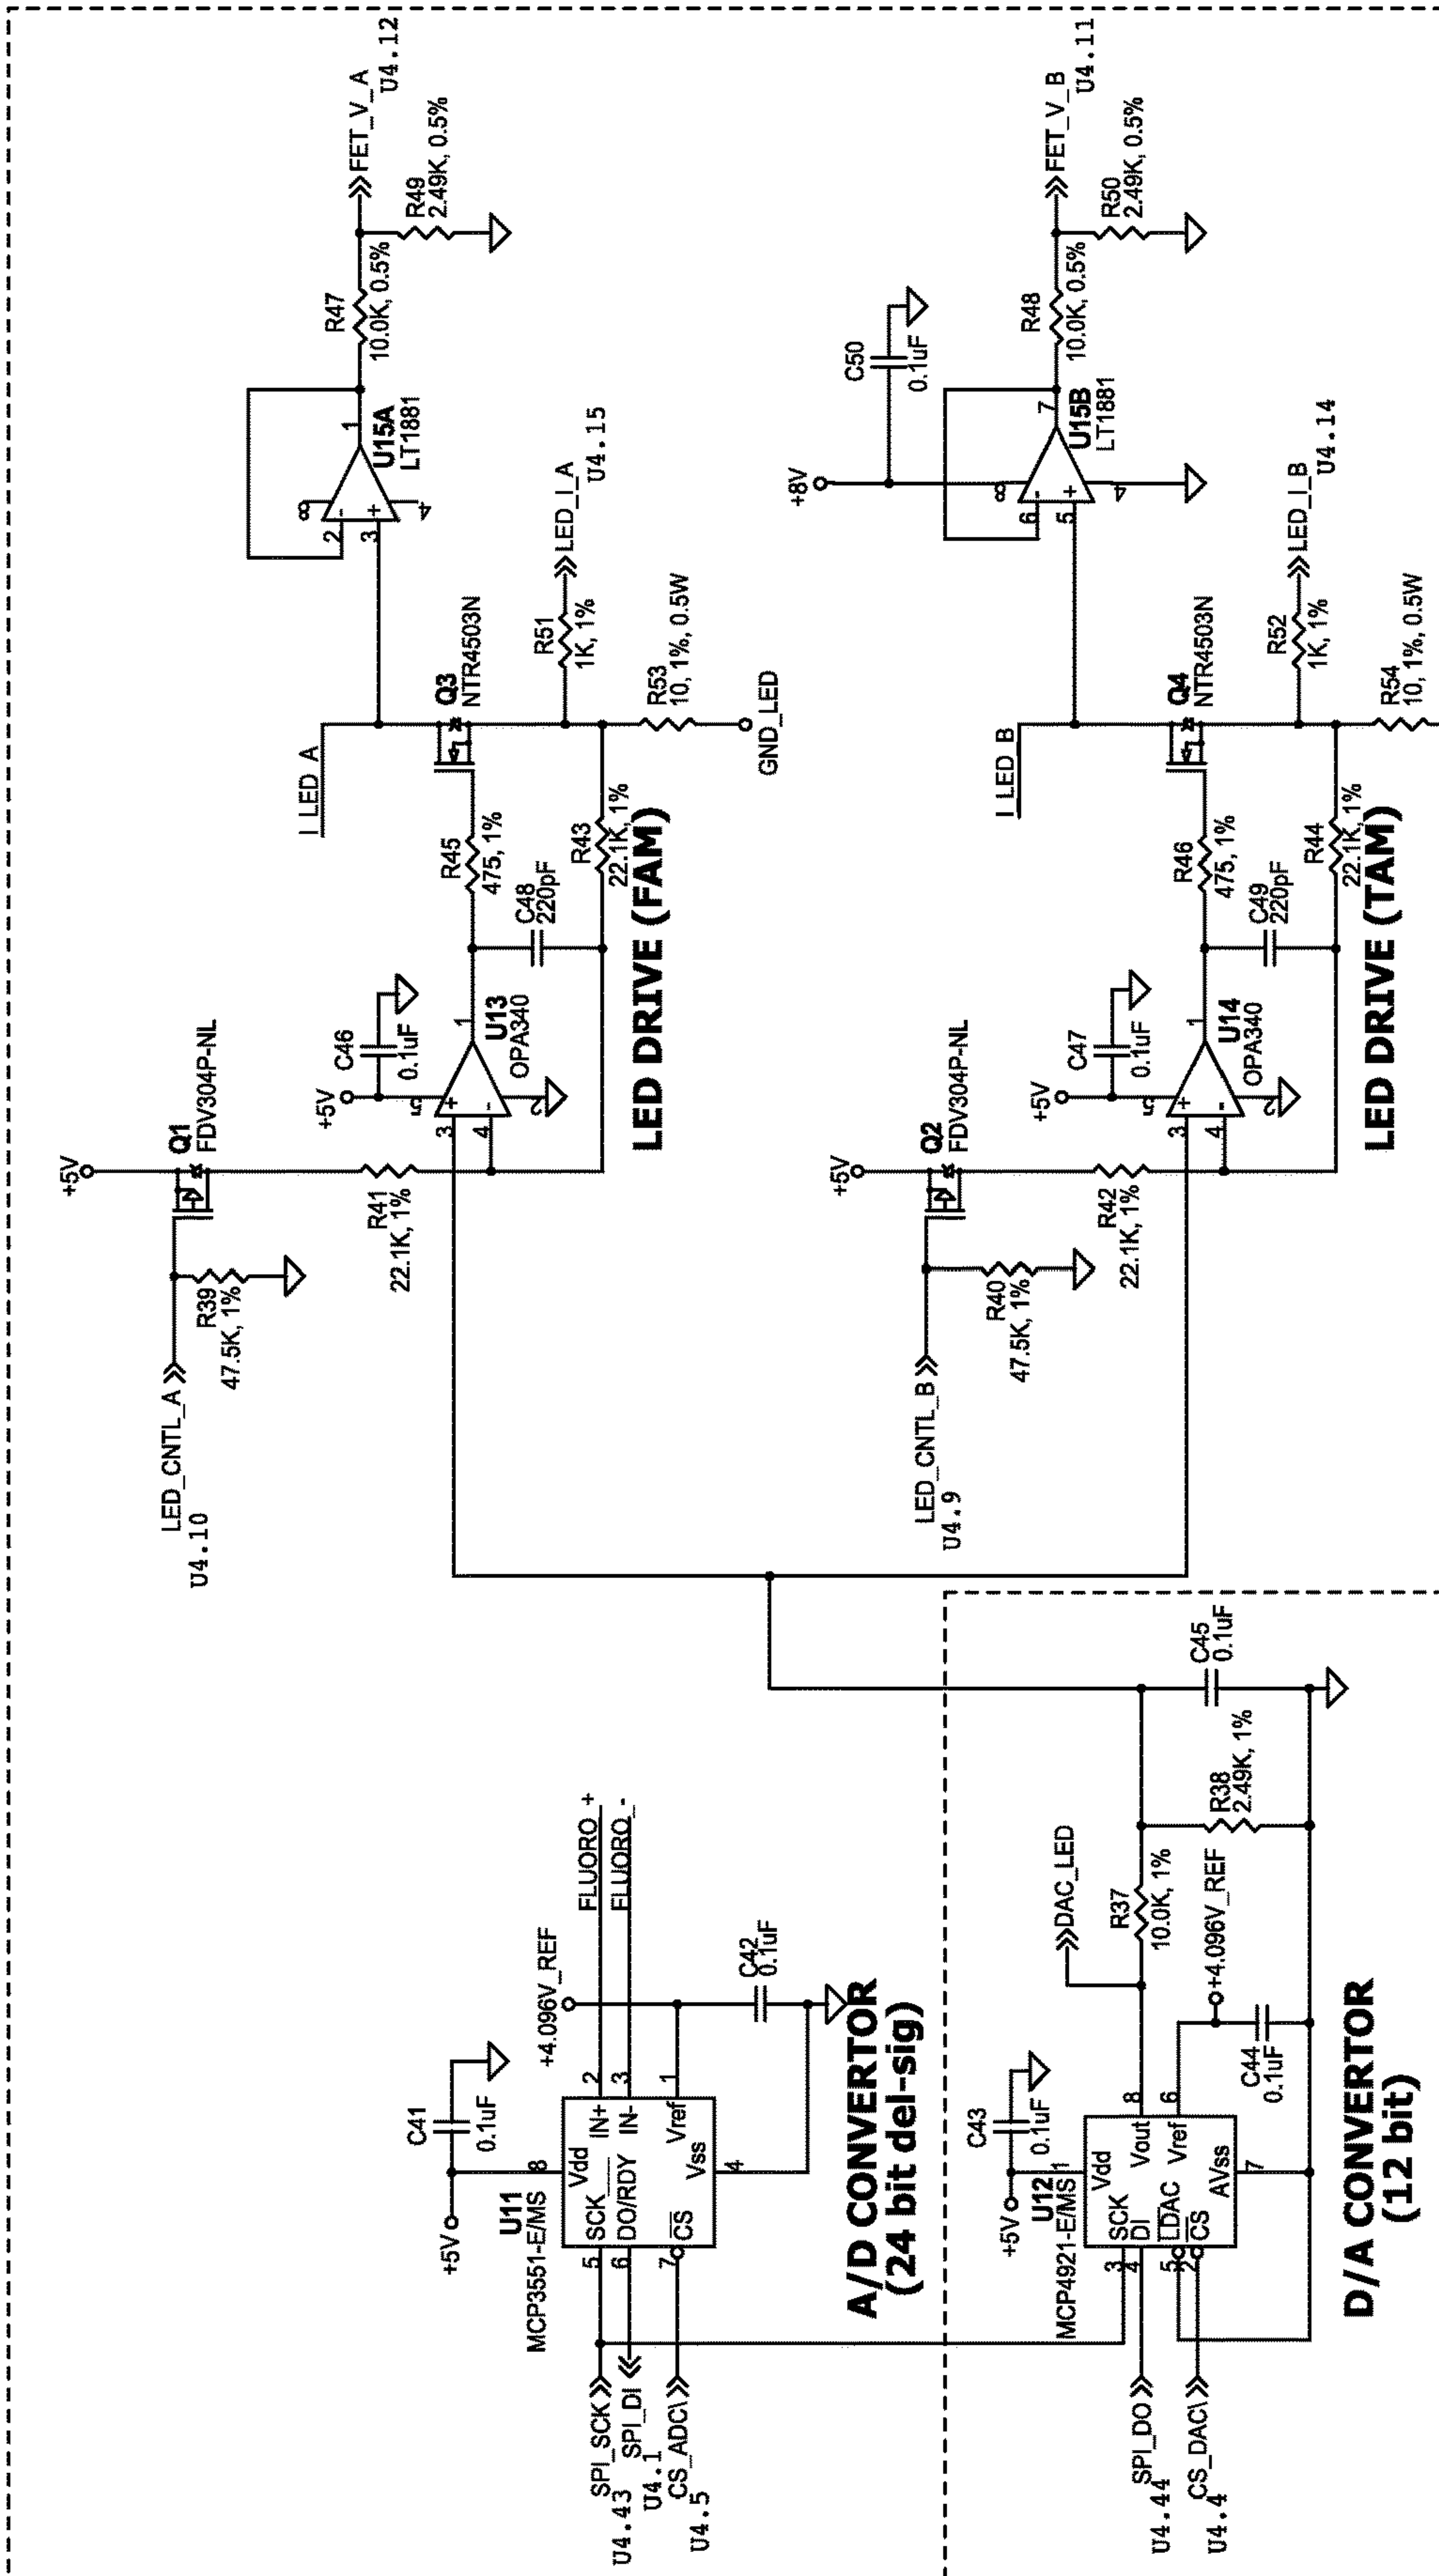 +5V
C41
0.1uF
U11
MCP3551-E/MS
8
Vdd
SPI_SCK
U4.43
5
SCK
SPI_DI
U4.1
6
DO/RDY
CS_ADC\
U4.5
7
CS
IN+
2
FLUORO_+
IN-
3
FLUORO_-
Vref
1
+4.096V_REF
Vss
4
C42
0.1uF
A/D CONVERTOR
(24 bit del-sig)
+5V
C43
0.1uF
U12
MCP4921-E/MS
1
Vdd
3
SCK
SPI_DO
U4.44
4
DI
5
LDAC
CS_DAC\
U4.4
2
CS
Vout
8
Vref
6
AVss
7
DAC_LED
R37
10.0K, 1%
+4.096V_REF
C44
0.1uF
R38
2.49K, 1%
C45
0.1uF
D/A CONVERTOR
(12 bit)
LED_CNTL_A
U4.10
R39
47.5K, 1%
+5V
Q1
FDV304P-NL
R41
22.1K, 1%
+5V
C46
0.1uF
5
3
+
4
-
2
1
U13
OPA340
R45
475, 1%
C48
220pF
R43
22.1K, 1%
I_LED_A
Q3
NTR4503N
R51
1K, 1%
LED_I_A
U4.15
R53
10, 1%, 0.5W
GND_LED
2
-
3
+
8
4
1
U15A
LT1881
R47
10.0K, 0.5%
FET_V_A
U4.12
R49
2.49K, 0.5%
LED DRIVE (FAM)
LED_CNTL_B
U4.9
R40
47.5K, 1%
+5V
Q2
FDV304P-NL
R42
22.1K, 1%
+5V
C47
0.1uF
5
3
+
4
-
2
1
U14
OPA340
R46
475, 1%
C49
220pF
R44
22.1K, 1%
I_LED_B
Q4
NTR4503N
R52
1K, 1%
LED_I_B
U4.14
R54
10, 1%, 0.5W
+8V
C50
0.1uF
6
-
5
+
8
4
7
U15B
LT1881
R48
10.0K, 0.5%
FET_V_B
U4.11
R50
2.49K, 0.5%
LED DRIVE (TAM)